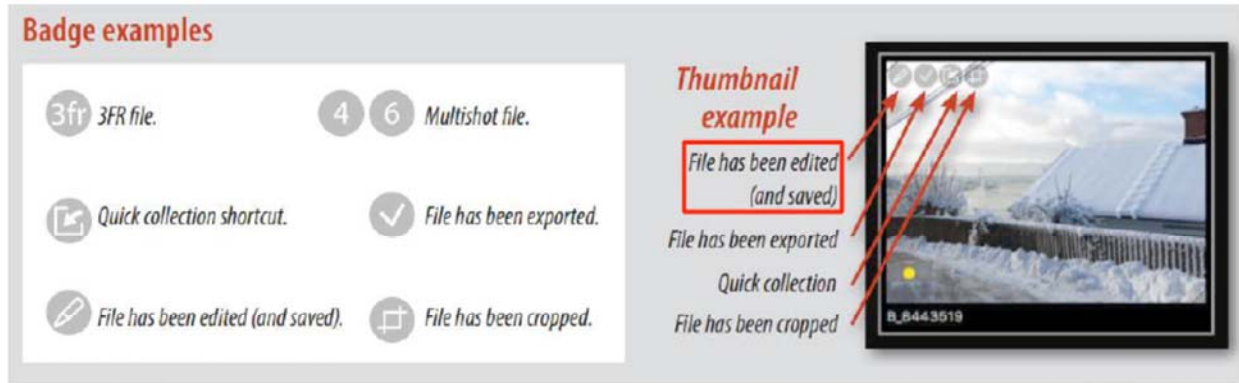 Badge examples
3fr 3FR file.
4 6 Multishot file.
Quick collection shortcut.
File has been exported.
File has been edited (and saved).
File has been cropped.
Thumbnail
example
File has been edited
(and saved)
File has been exported
Quick collection
File has been cropped
B_8443519